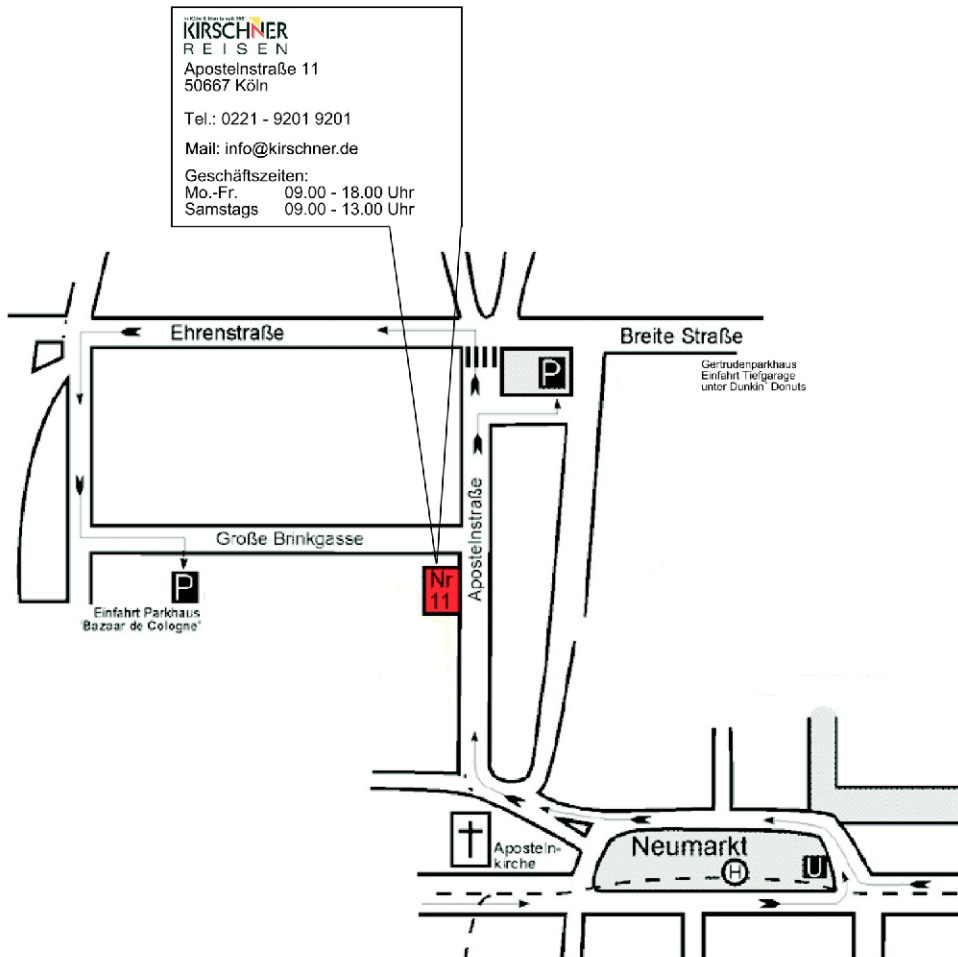 KIRSCHNER
REISEN
Apostelnstraße 11
50667 Köln
Tel.: 0221 - 9201 9201
Mail: info@kirschner.de
Geschäftszeiten:
Mo.-Fr. 09.00 - 18.00 Uhr
Samstags 09.00 - 13.00 Uhr
Ehrenstraße
Breite Straße
P
Gertrudenparkhaus
Einfahrt Tiefgarage
unter Dunkin` Donuts
Apostelnstraße
Große Brinkgasse
Nr
11
P
Einfahrt Parkhaus
'Bazaar de Cologne'
Aposteln-
kirche
Neumarkt
H
U